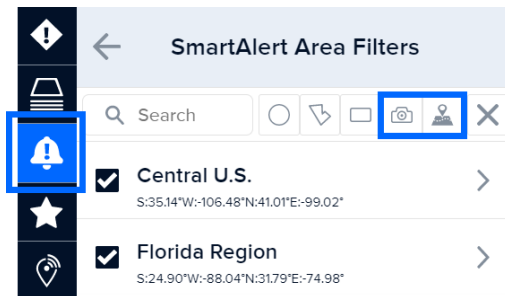 SmartAlert Area Filters
Search
Central U.S.
S:35.14°W:-106.48°N:41.01°E:-99.02°
Florida Region
S:24.90°W:-88.04°N:31.79°E:-74.98°